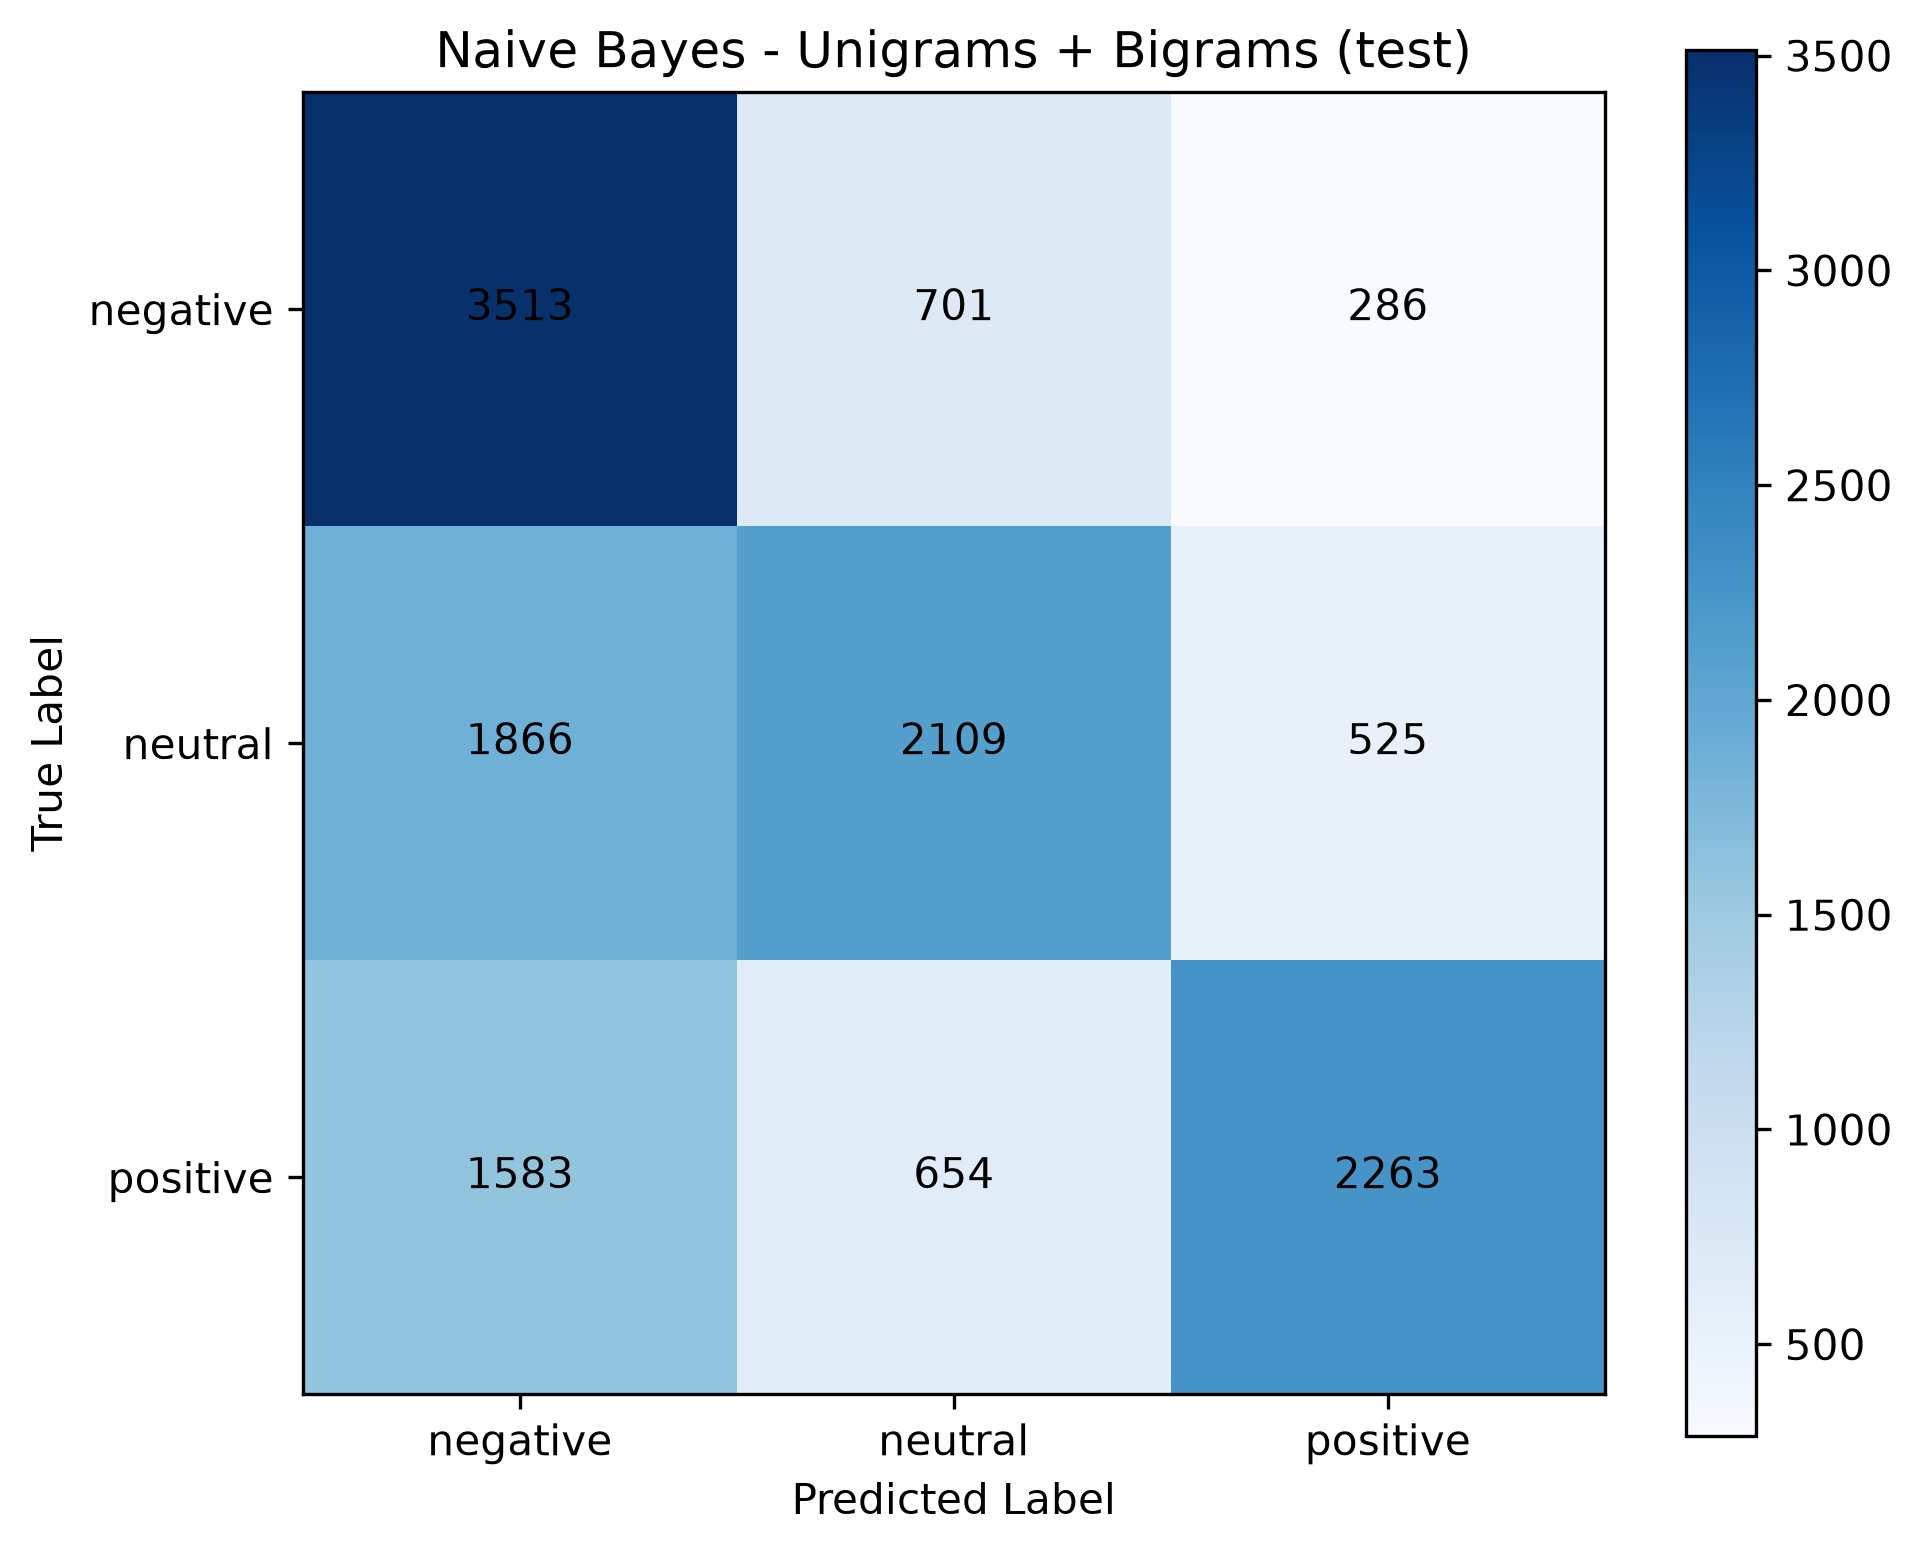 Naive Bayes - Unigrams + Bigrams (test)
3500
3000
2500
2000
1500
1000
500
True Label
negative 3513 701 286
neutral 1866 2109 525
positive 1583 654 2263
negative neutral positive
Predicted Label